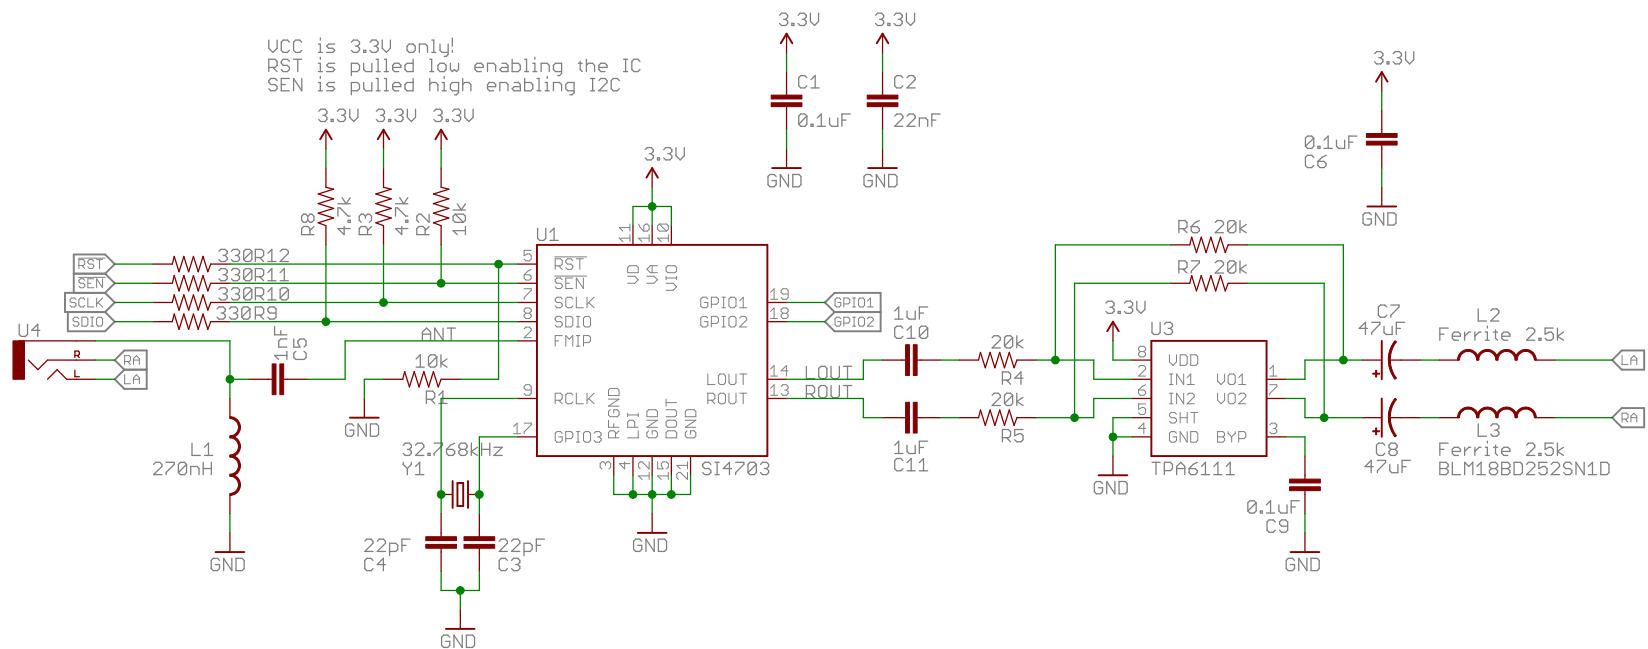 VCC is 3.3V only!
RST is pulled low enabling the IC
SEN is pulled high enabling I2C
3.3V 3.3V 3.3V
R8 4.7k R3 4.7k R2 10k
3.3V 3.3V
C1 C2
0.1uF 22nF
GND GND
3.3V
0.1uF
C6
GND
3.3V
11 16 10
U1
RST 330R12 5 RST
SEN 330R11 6 SEN
SCLK 330R10 7 SCLK
SDIO 330R9 8 SDIO
ANT 2 FMIP
VD VA VIO
GPIO1 19 GPIO1
GPIO2 18 GPIO2
LOUT 14 LOUT
ROUT 13 ROUT
9 RCLK
17 GPIO3
RFGND LPI GND DOUT GND
3 4 12 15 21
SI4703
GND
U4
R RA
L LA
1nF C5
10k
R1
GND
L1
270nH
GND
32.768kHz
Y1
22pF 22pF
C4 C3
GND
1uF
C10
20k
R4
20k
R5
1uF
C11
R6 20k
R7 20k
3.3V
U3
8 VDD
2 IN1 VO1 1
6 IN2 VO2 7
5 SHT
4 GND BYP 3
TPA6111
GND
0.1uF
C9
GND
C7
47uF
+
L2
Ferrite 2.5k
LA
+
C8
47uF
L3
Ferrite 2.5k
BLM18BD252SN1D
RA